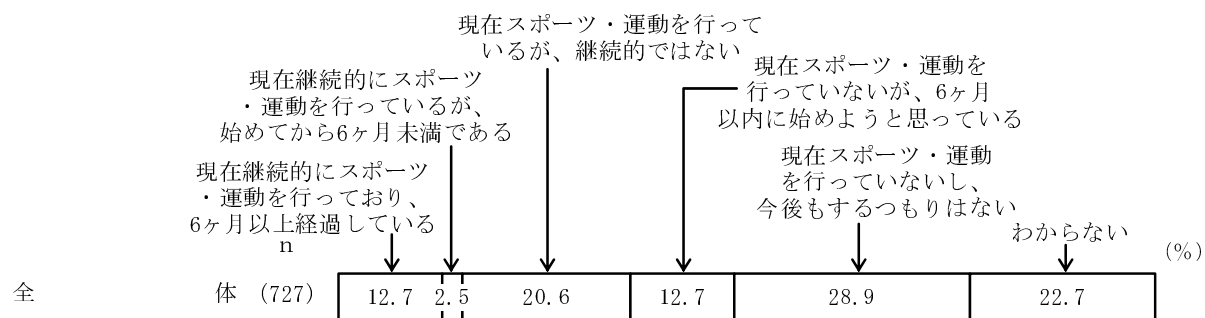 現在スポーツ・運動を行って
いるが、継続的ではない
現在継続的にスポーツ
・運動を行っているが、
始めてから6ヶ月未満である
現在スポーツ・運動を
行っていないが、6ヶ月
以内に始めようと思っている
現在継続的にスポーツ
・運動を行っており、
6ヶ月以上経過している
現在スポーツ・運動
を行っていないし、
今後もするつもりはない
わからない
n
(%)
全体 (727) 12.7 2.5 20.6 12.7 28.9 22.7